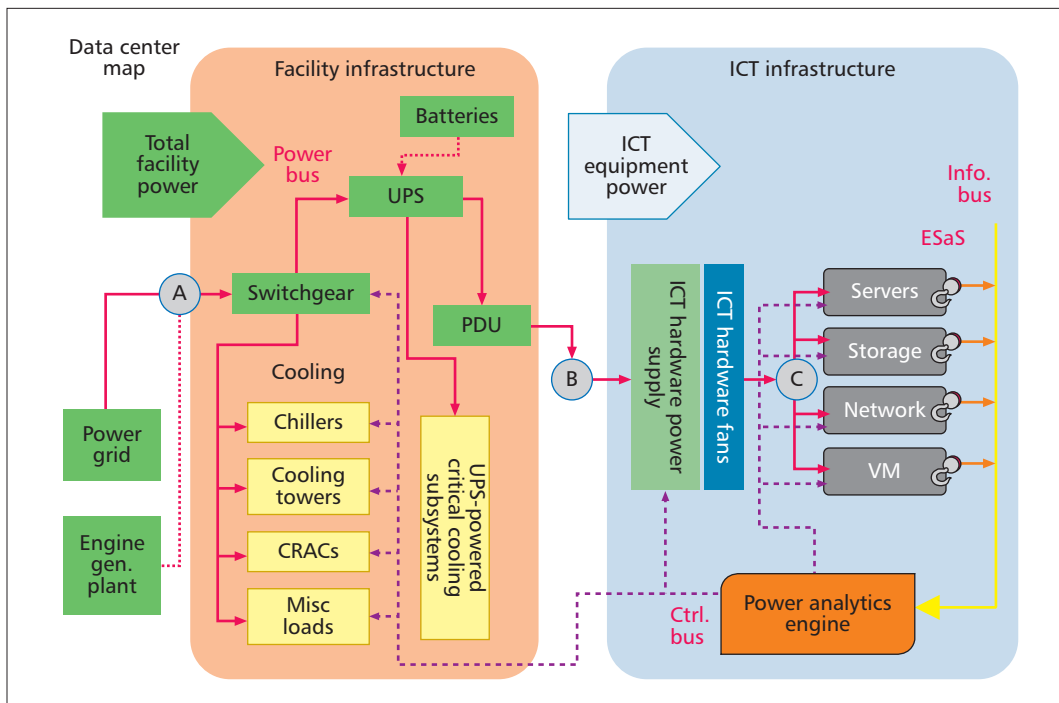 Data center
map
Facility infrastructure
ICT infrastructure
Total
facility
power
Power
bus
Batteries
UPS
ICT
equipment
power
Info.
bus
ESaS
A
Switchgear
PDU
B
ICT hardware power
supply
ICT hardware fans
C
Servers
Storage
Network
VM
Cooling
Chillers
Cooling
towers
CRACs
Misc
loads
UPS-powered
critical cooling
subsystems
Power
grid
Engine
gen.
plant
Ctrl.
bus
Power analytics
engine